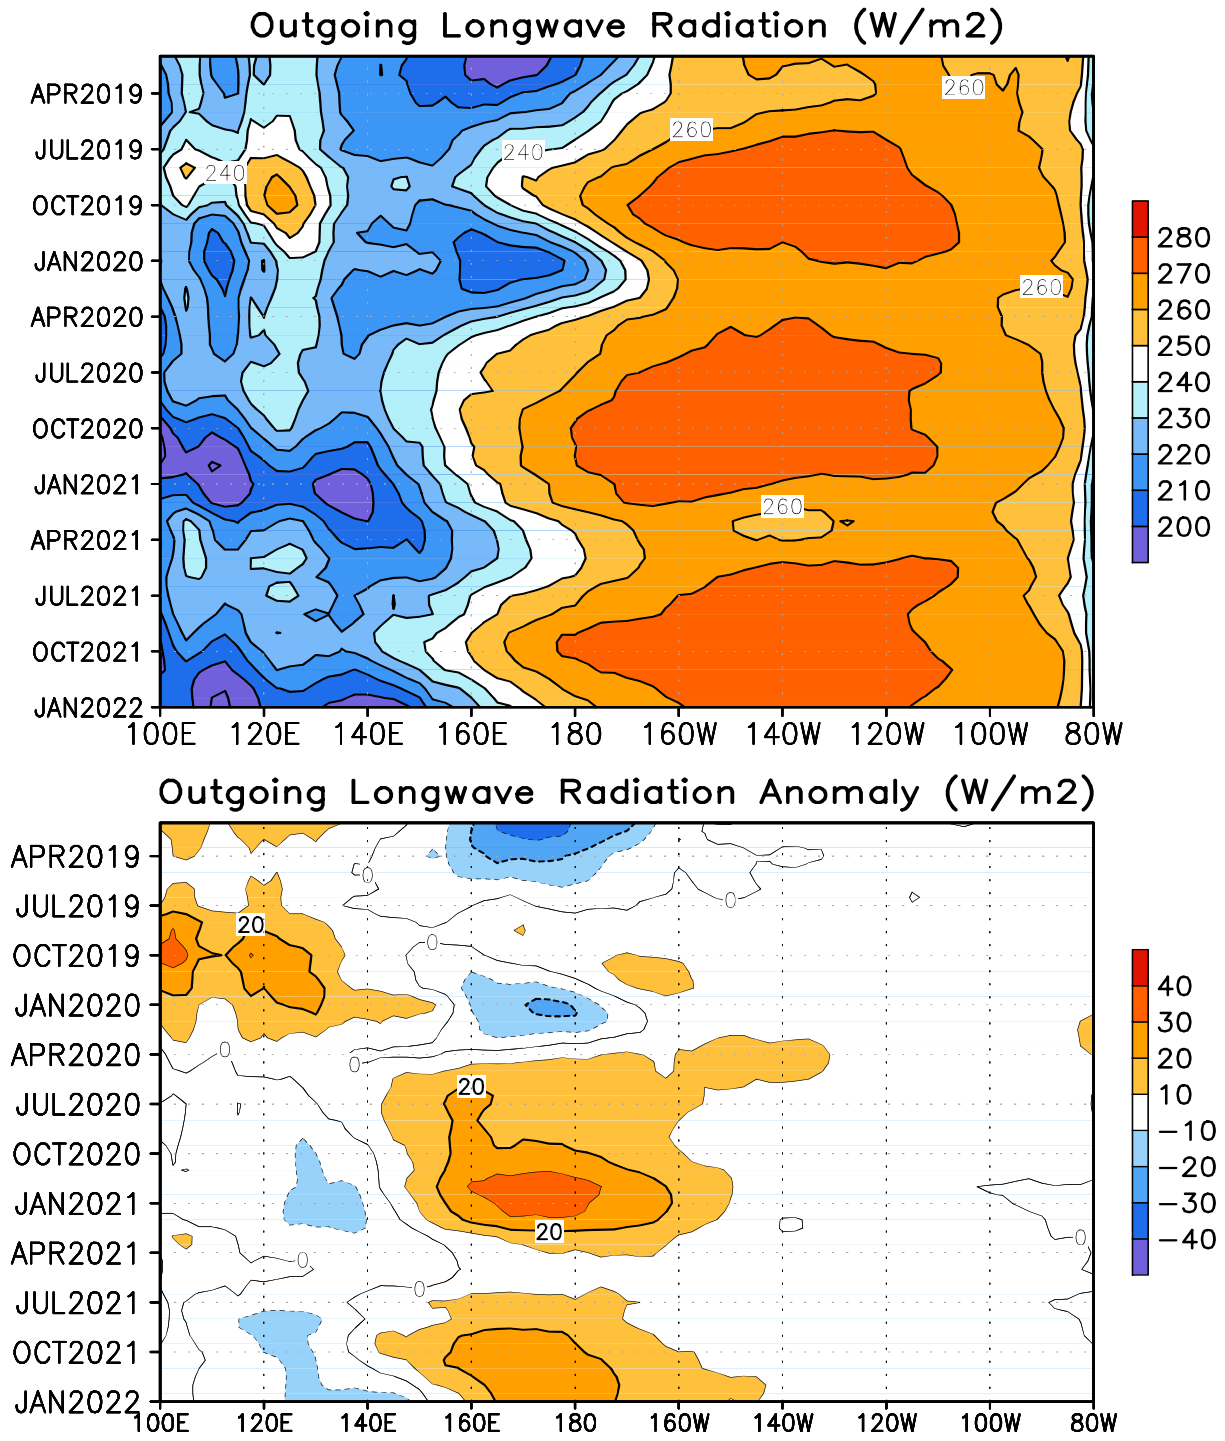 Outgoing Longwave Radiation (W/m2)
APR2019
JUL2019
OCT2019
JAN2020
APR2020
JUL2020
OCT2020
JAN2021
APR2021
JUL2021
OCT2021
JAN2022
260
260
240
240
260
260
280
270
260
250
240
230
220
210
200
100E 120E 140E 160E 180 160W 140W 120W 100W 80W
Outgoing Longwave Radiation Anomaly (W/m2)
APR2019
JUL2019
OCT2019
JAN2020
APR2020
JUL2020
OCT2020
JAN2021
APR2021
JUL2021
OCT2021
JAN2022
0
0
20
0
0
0
20
20
0
0
0
40
30
20
10
-10
-20
-30
-40
100E 120E 140E 160E 180 160W 140W 120W 100W 80W